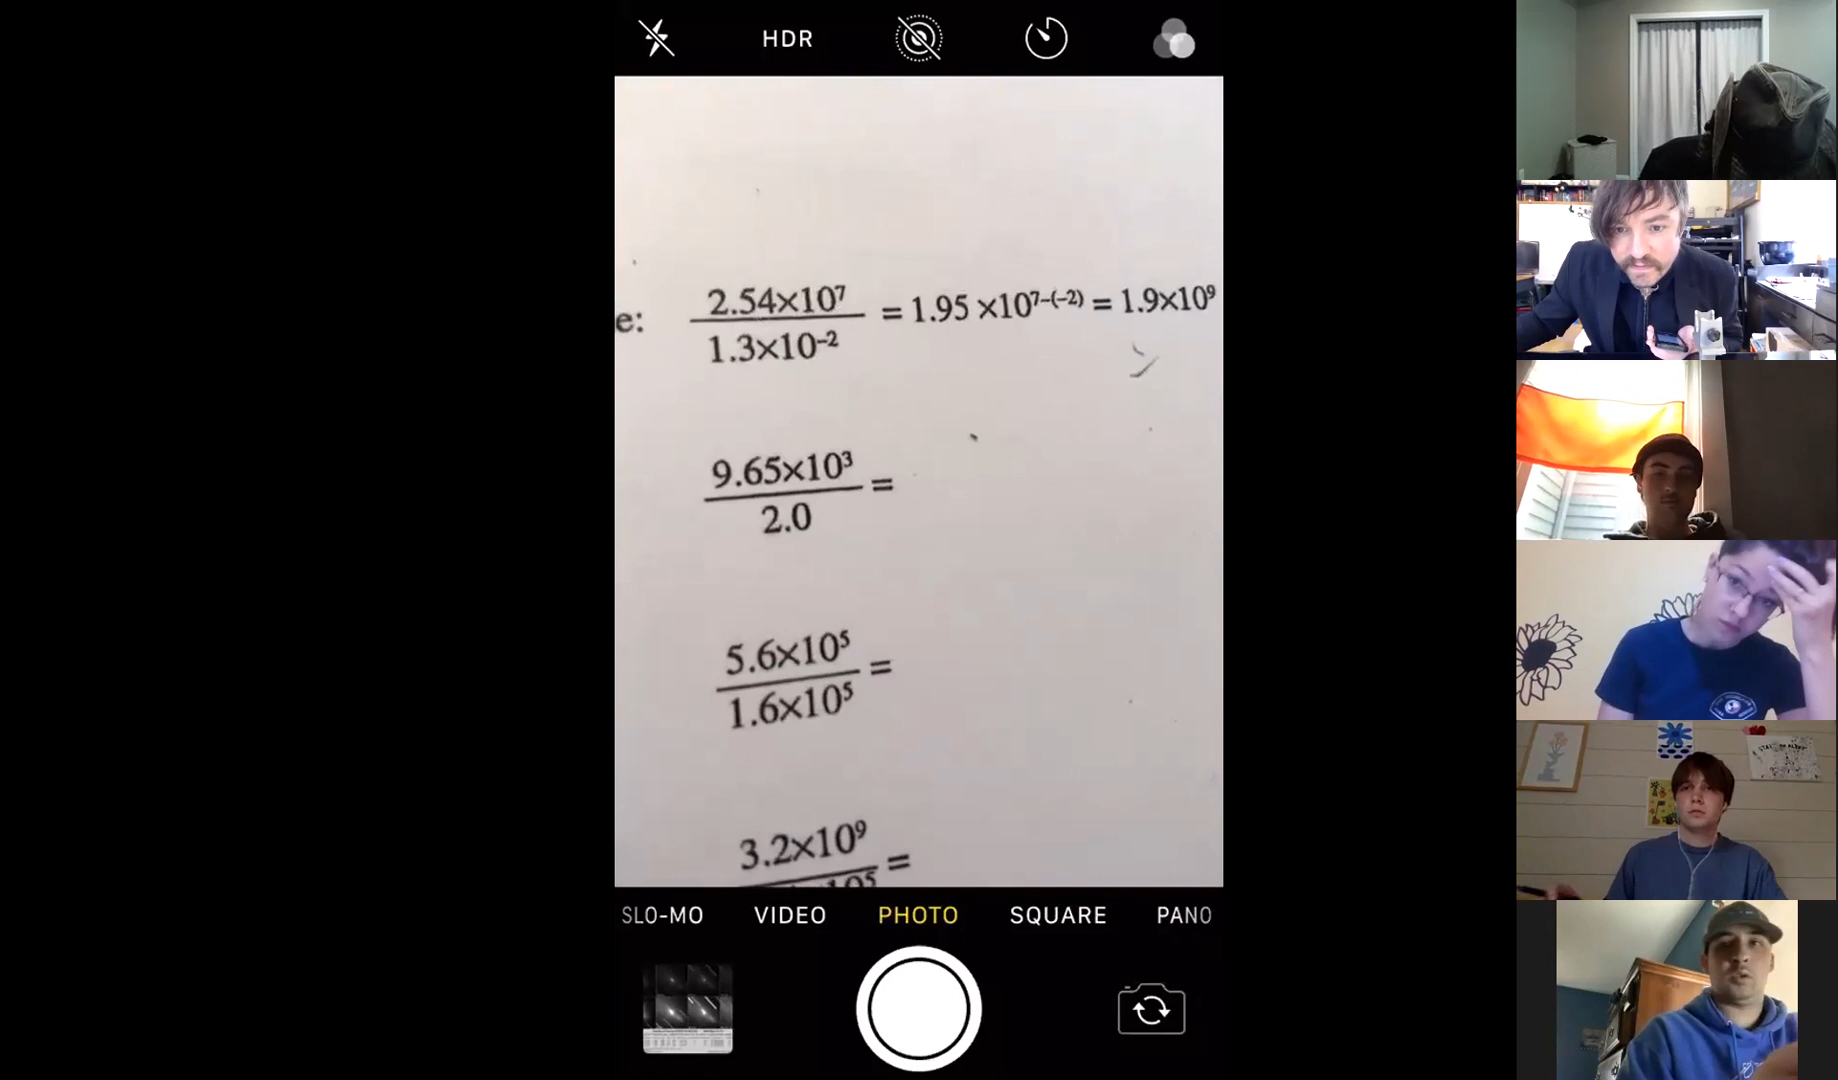 HDR
e: 2.54×10⁷ / 1.3×10⁻² = 1.95 ×10⁷⁻⁽⁻²⁾ = 1.9×10⁹
9.65×10³ / 2.0 =
5.6×10⁵ / 1.6×10⁵ =
3.2×10⁹ =
SLO-MO VIDEO PHOTO SQUARE PANO